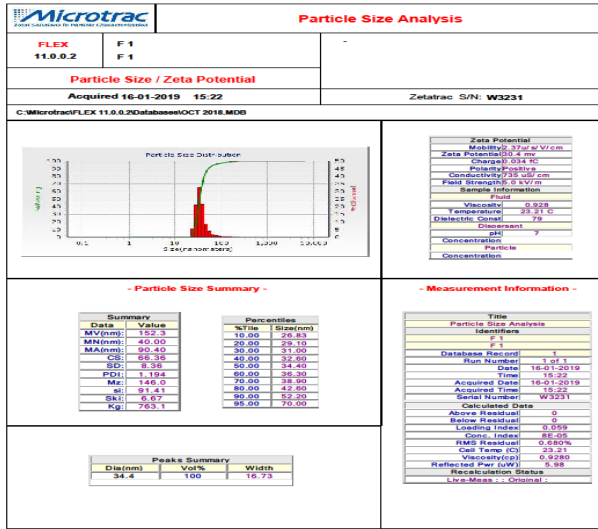 Microtrac
Total Solutions in Particle Characterization
Particle Size Analysis
FLEX
11.0.0.2
F 1
F 1
-
Particle Size / Zeta Potential
Acquired 16-01-2019 15:22
Zetatrac S/N: W3231
C:\Microtrac\FLEX 11.0.0.2\Databases\OCT 2018.MDB
Particle Size Distribution
%Passing
%Channel
0.1 1 10 100 1,000 10,000
Size(nanometers)
Zeta Potential
Mobility 2.37u/s/V/cm
Zeta Potential 30.4 mv
Charge 0.034 fC
Polarity Positive
Conductivity 735 uS/cm
Field Strength 5.0 kV/m
Sample Information
Fluid
Viscosity 0.928
Temperature 23.21 C
Dielectric Const 79
Dispersant
pH 7
Concentration
Particle
Concentration
- Particle Size Summary -
Summary
Data Value
MV(nm): 152.3
MN(nm): 40.00
MA(nm): 90.40
CS: 66.36
SD: 8.36
PDI: 1.194
Mz: 146.0
si: 91.41
Ski: 6.67
Kg: 763.1
Percentiles
%Tile Size(nm)
10.00 26.83
20.00 29.10
30.00 31.00
40.00 32.60
50.00 34.40
60.00 36.30
70.00 38.90
80.00 42.60
90.00 52.20
95.00 70.00
- Measurement Information -
Title
Particle Size Analysis
Identifiers
F 1
F 1
Database Record 1
Run Number 1 of 1
Date 16-01-2019
Time 15:22
Acquired Date 16-01-2019
Acquired Time 15:22
Serial Number W3231
Calculated Data
Above Residual 0
Below Residual 0
Loading Index 0.059
Conc. Index 8E-05
RMS Residual 0.680%
Cell Temp (C) 23.21
Viscosity(cp) 0.9280
Reflected Pwr (uW) 5.98
Recalculation Status
Live-Meas : : Original :
Peaks Summary
Dia(nm) Vol% Width
34.4 100 16.73